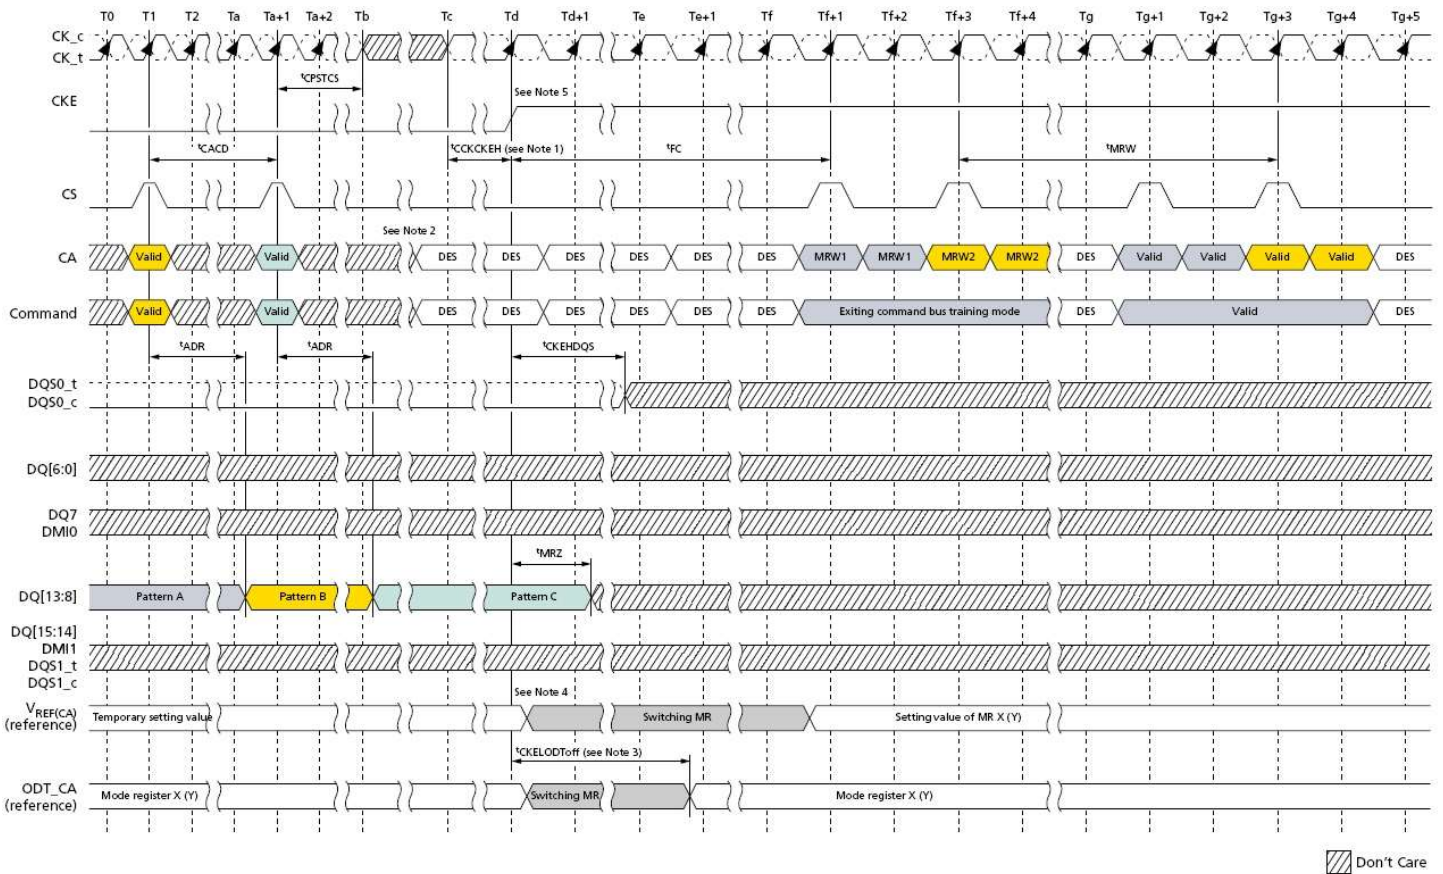 T0 T1 T2 Ta Ta+1 Ta+2 Tb Tc Td Td+1 Te Te+1 Tf Tf+1 Tf+2 Tf+3 Tf+4 Tg Tg+1 Tg+2 Tg+3 Tg+4 Tg+5
CK_c
CK_t
tCPSTCS
CKE
See Note 5
tCACD
tCCKCKEH (see Note 1)
tFC
tMRW
CS
See Note 2
CA
Valid Valid DES DES DES DES DES DES MRW1 MRW1 MRW2 MRW2 DES Valid Valid Valid Valid DES
Command
Valid Valid DES DES DES DES DES DES Exiting command bus training mode DES Valid DES
tADR tADR tCKEHDQS
DQS0_t
DQS0_c
DQ[6:0]
DQ7
DMI0
tMRZ
DQ[13:8]
Pattern A Pattern B Pattern C
DQ[15:14]
DMI1
DQS1_t
DQS1_c
See Note 4
VREF(CA)
(reference)
Temporary setting value Switching MR Setting value of MR X (Y)
tCKELODToff (see Note 3)
ODT_CA
(reference)
Mode register X (Y) Switching MR Mode register X (Y)
Don't Care